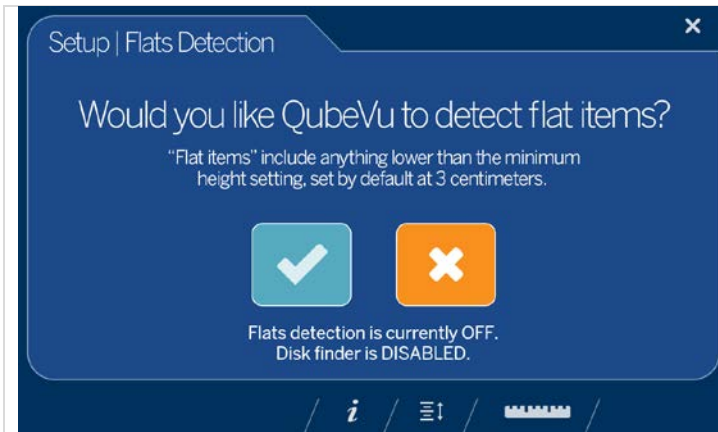 Setup | Flats Detection
Would you like QubeVu to detect flat items?
“Flat items” include anything lower than the minimum
height setting, set by default at 3 centimeters.
Flats detection is currently OFF.
Disk finder is DISABLED.
i